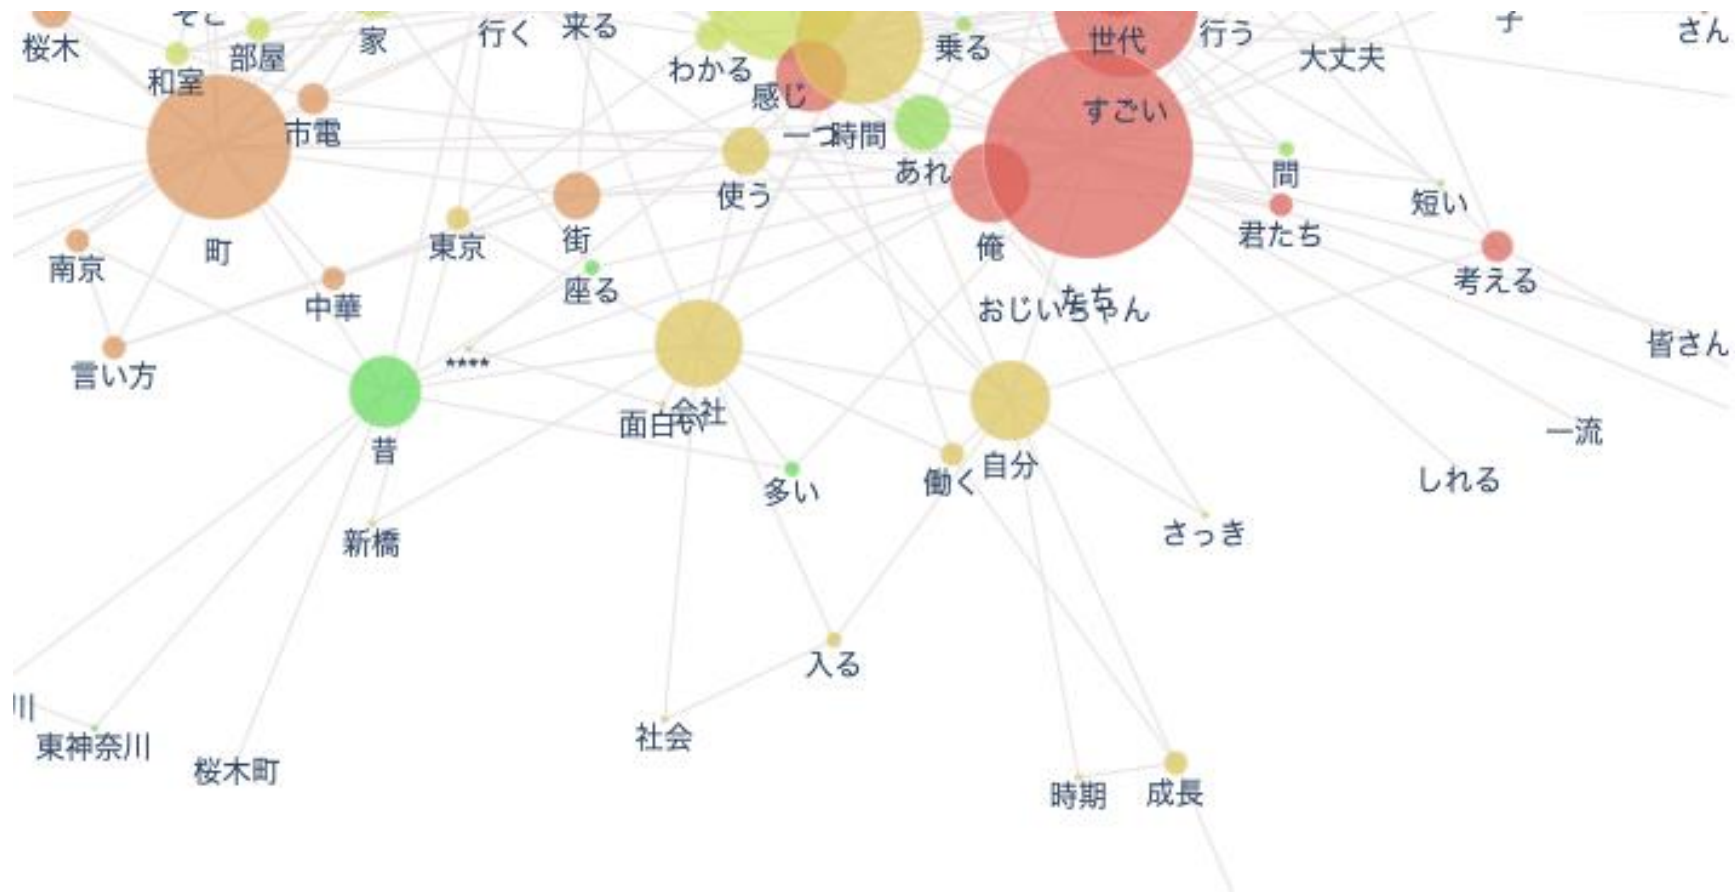 そこ
桜木
部屋
家
行く
来る
わかる
乗る
世代
行う
大丈夫
子
さん
和室
感じ
すごい
市電
一つ
時間
あれ
間
使う
短い
君たち
南京
町
東京
街
俺
考える
中華
座る
おじいちゃん
たち
皆さん
言い方
****
面白い
会社
昔
一流
多い
働く
自分
しれる
新橋
さっき
入る
川
東神奈川
社会
桜木町
時期
成長